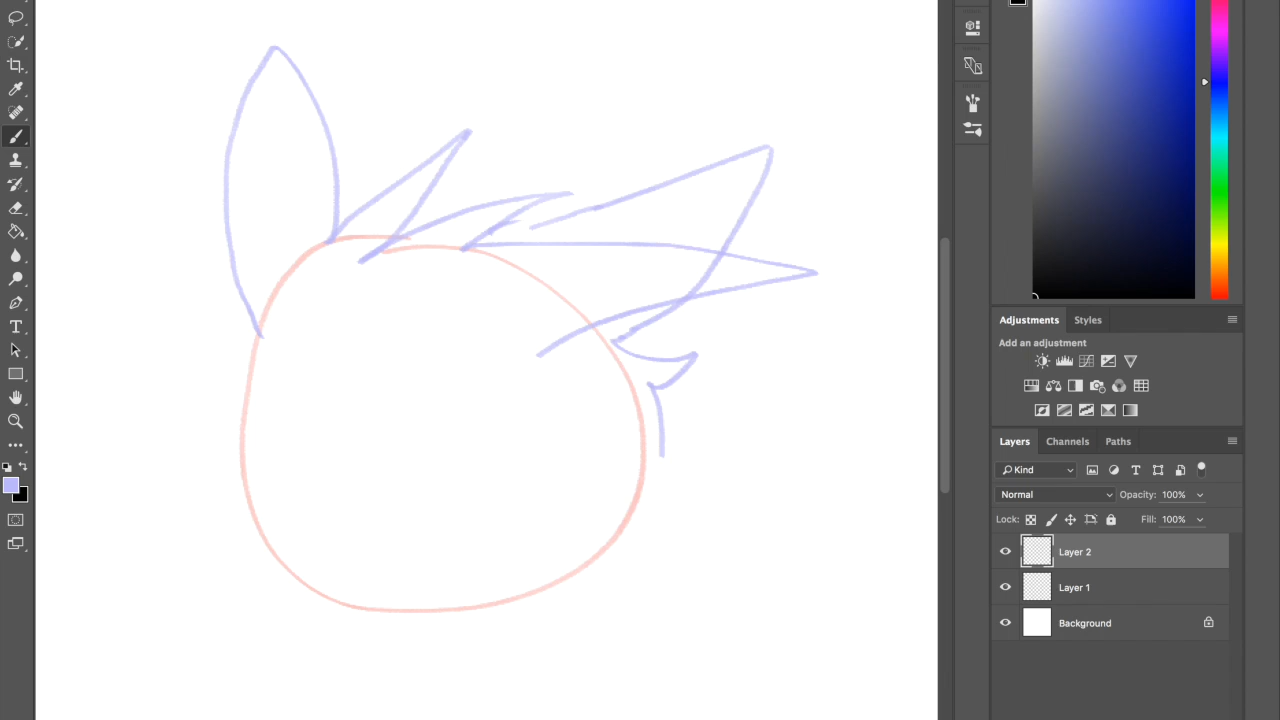 Adjustments Styles
Add an adjustment
Layers Channels Paths
Kind
Normal Opacity: 100%
Lock: Fill: 100%
Layer 2
Layer 1
Background